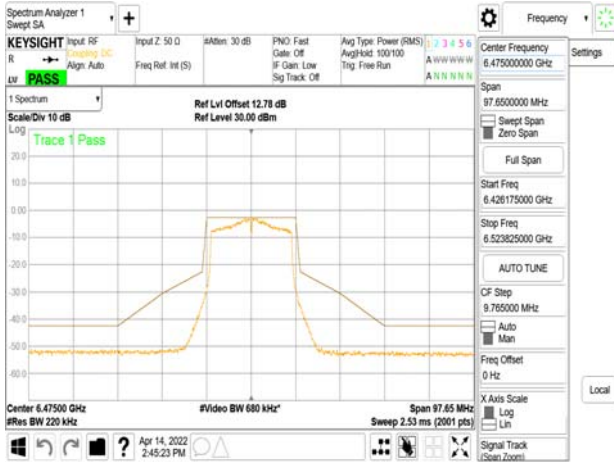 Spectrum Analyzer 1
Swept SA
Frequency
KEYSIGHT
R
LV
PASS
Input: RF
Coupling: DC
Align: Auto
Input Z: 50 Ω
Freq Ref: Int (S)
#Atten: 30 dB
PNO: Fast
Gate: Off
IF Gain: Low
Sig Track: Off
Avg Type: Power (RMS)
Avg|Hold: 100/100
Trig: Free Run
1 2 3 4 5 6
A W W W W W
A N N N N N
1 Spectrum
Scale/Div 10 dB
Ref Lvl Offset 12.78 dB
Ref Level 30.00 dBm
Log
Trace 1 Pass
20.0
10.0
0.00
-10.0
-20.0
-30.0
-40.0
-50.0
-60.0
Center 6.47500 GHz
#Res BW 220 kHz
#Video BW 680 kHz*
Span 97.65 MHz
Sweep 2.53 ms (2001 pts)
Apr 14, 2022
2:45:23 PM
?
Center Frequency
6.475000000 GHz
Span
97.6500000 MHz
Swept Span
Zero Span
Full Span
Start Freq
6.426175000 GHz
Stop Freq
6.523825000 GHz
AUTO TUNE
CF Step
9.765000 MHz
Auto
Man
Freq Offset
0 Hz
X Axis Scale
Log
Lin
Signal Track
(Span Zoom)
Settings
Local